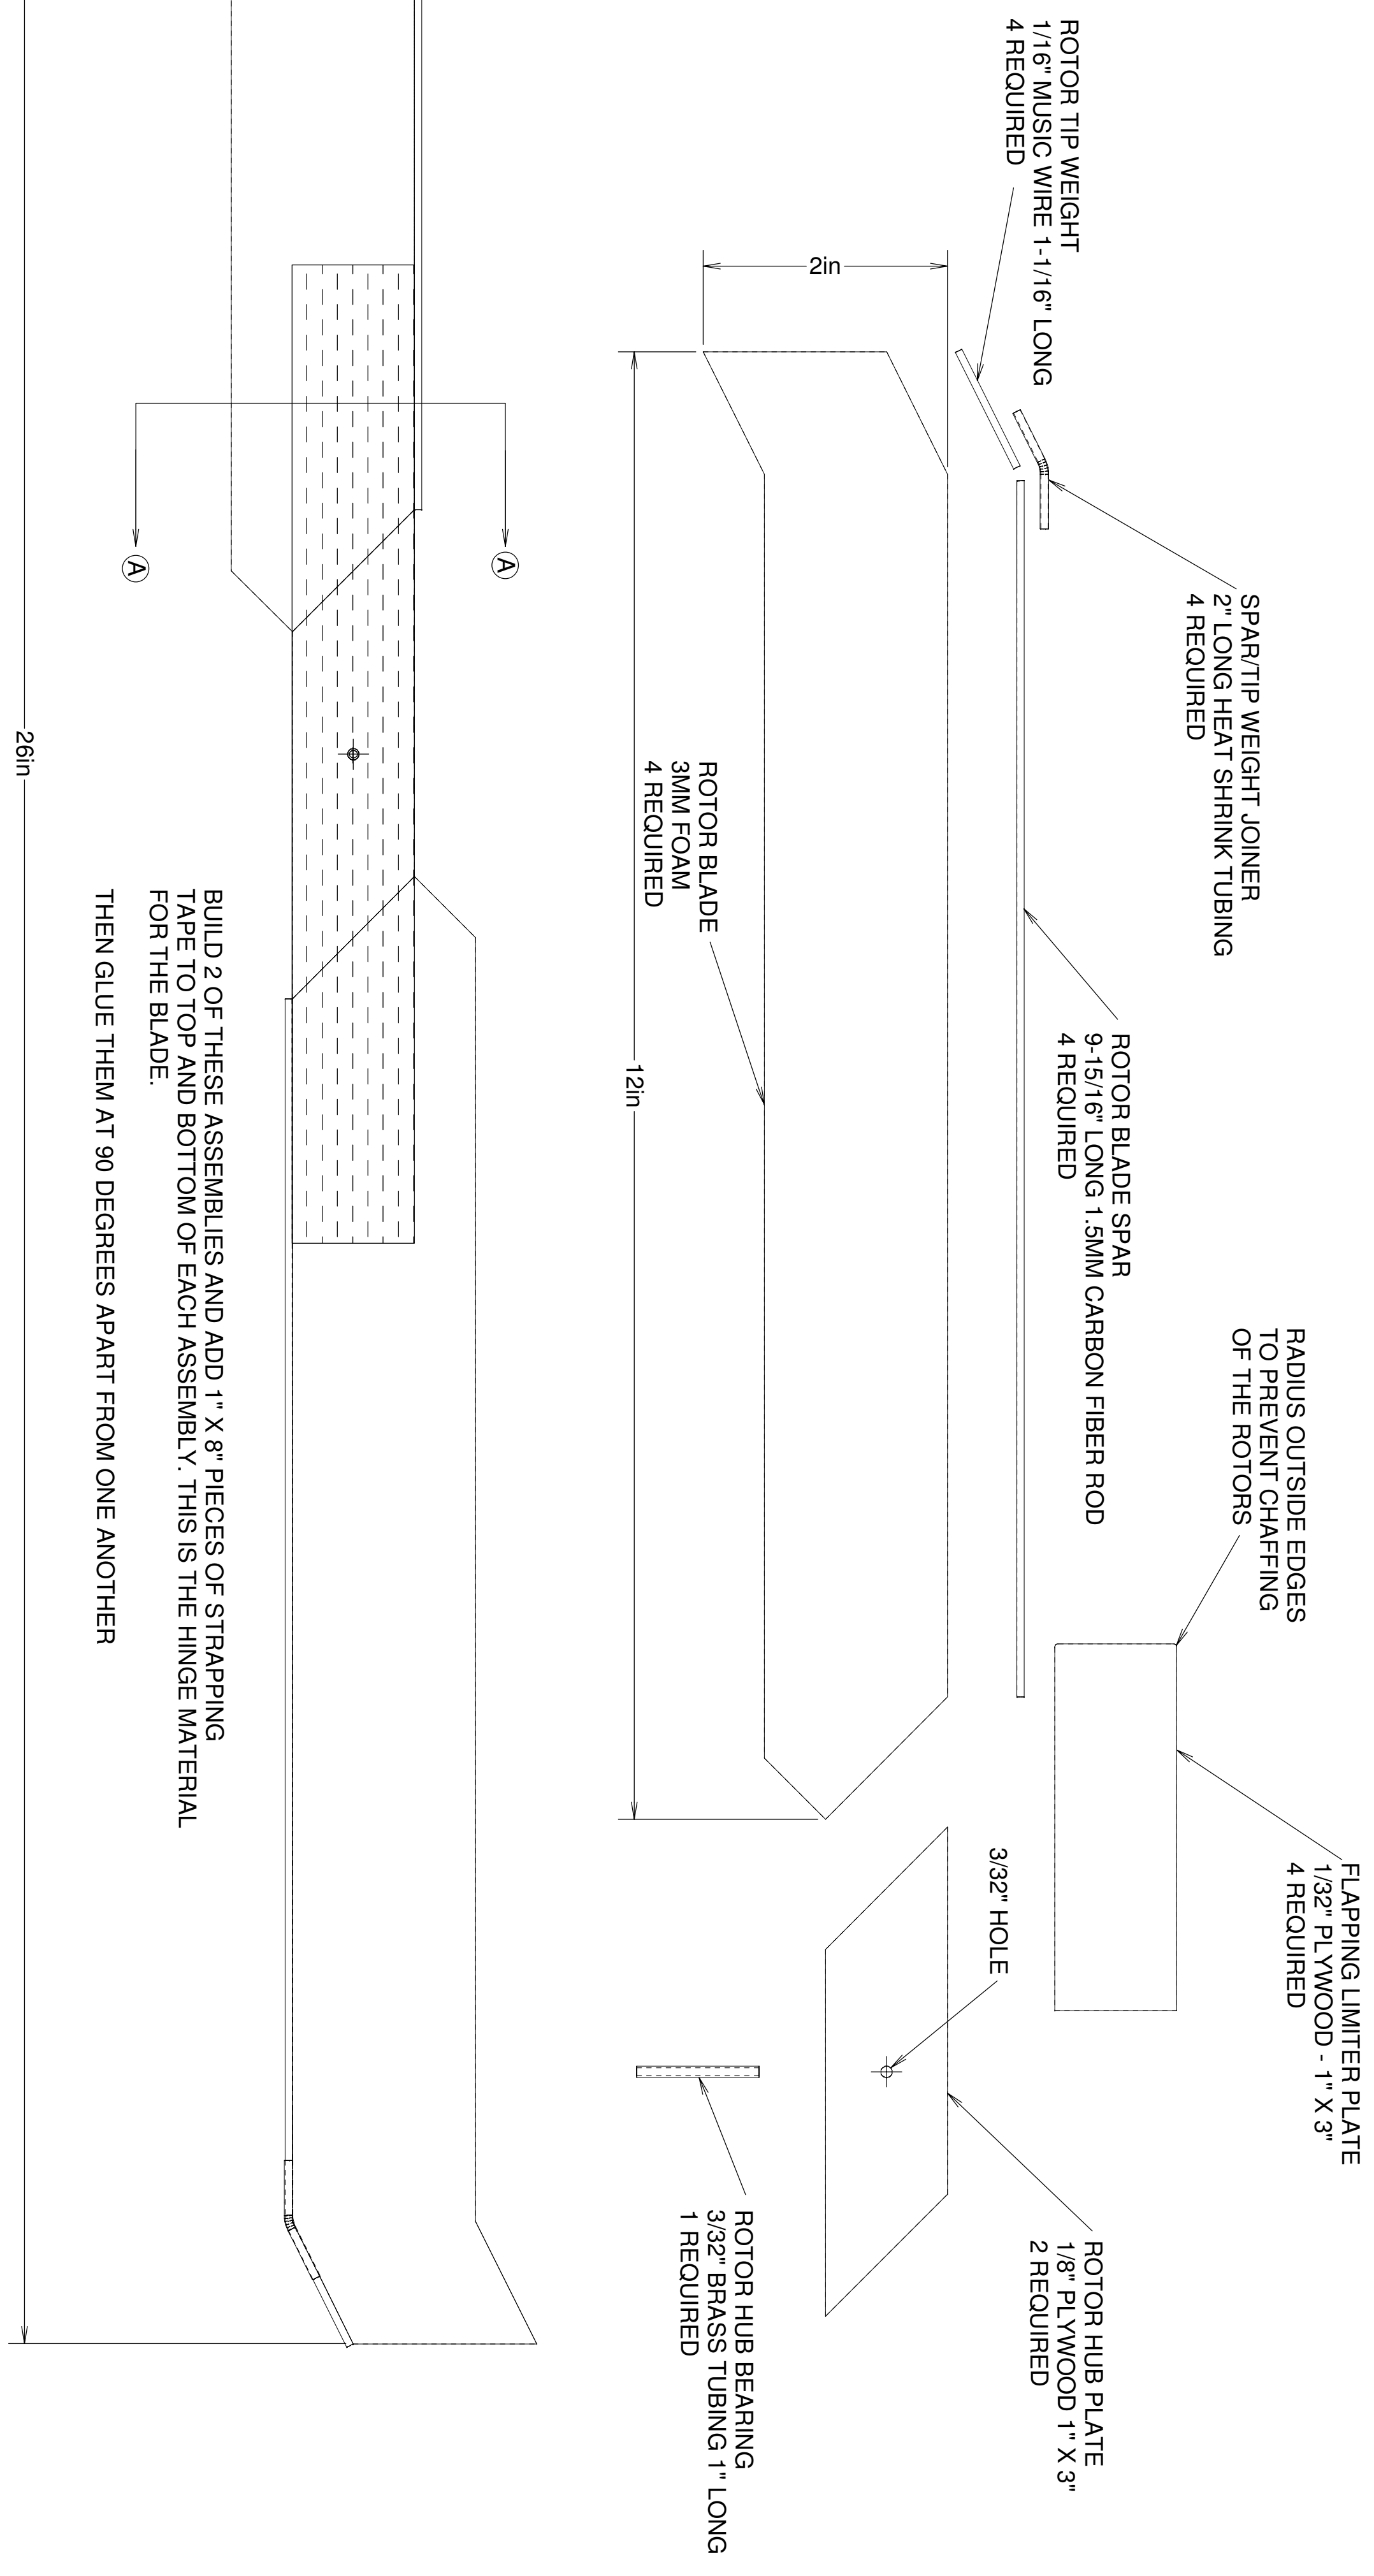 ROTOR TIP WEIGHT
1/16" MUSIC WIRE 1-1/16" LONG
4 REQUIRED
SPAR/TIP WEIGHT JOINER
2" LONG HEAT SHRINK TUBING
4 REQUIRED
RADIUS OUTSIDE EDGES
TO PREVENT CHAFFING
OF THE ROTORS
FLAPPING LIMITER PLATE
1/32" PLYWOOD - 1" X 3"
4 REQUIRED
ROTOR BLADE SPAR
9-15/16" LONG 1.5MM CARBON FIBER ROD
4 REQUIRED
2in
3/32" HOLE
ROTOR HUB PLATE
1/8" PLYWOOD 1" X 3"
2 REQUIRED
ROTOR BLADE
3MM FOAM
4 REQUIRED
12in
ROTOR HUB BEARING
3/32" BRASS TUBING 1" LONG
1 REQUIRED
A
A
BUILD 2 OF THESE ASSEMBLIES AND ADD 1" X 8" PIECES OF STRAPPING
TAPE TO TOP AND BOTTOM OF EACH ASSEMBLY. THIS IS THE HINGE MATERIAL
FOR THE BLADE.
THEN GLUE THEM AT 90 DEGREES APART FROM ONE ANOTHER
26in